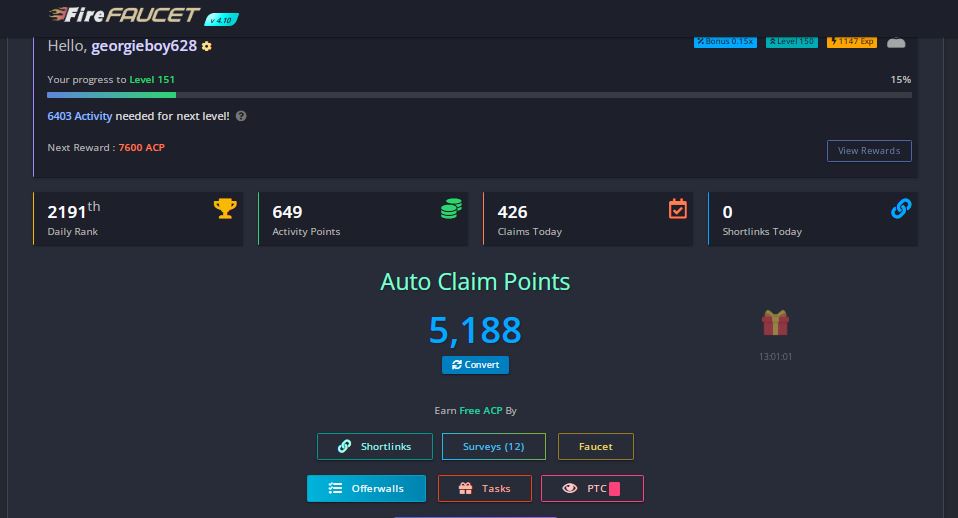 Fire FAUCET v 4.10
Hello, georgieboy628 Bonus 0.15x Level 150 1147 Exp
Your progress to Level 151 15%
6403 Activity needed for next level! ?
Next Reward : 7600 ACP View Rewards
2191th 649 426 0
Daily Rank Activity Points Claims Today Shortlinks Today
Auto Claim Points
5,188
Convert
13:01:01
Earn Free ACP By
Shortlinks Surveys (12) Faucet
Offerwalls Tasks PTC